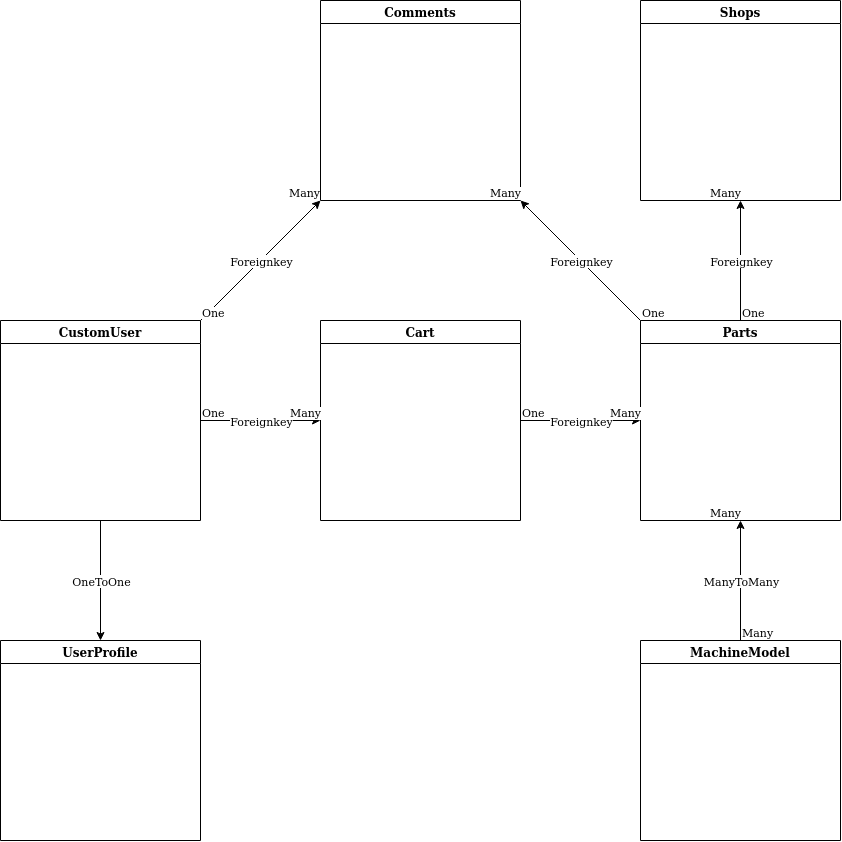 Comments
Shops
Many
Many
Many
Foreignkey
Foreignkey
Foreignkey
One
One
One
CustomUser
Cart
Parts
One
Foreignkey
Many
One
Foreignkey
Many
Many
OneToOne
ManyToMany
Many
UserProfile
MachineModel